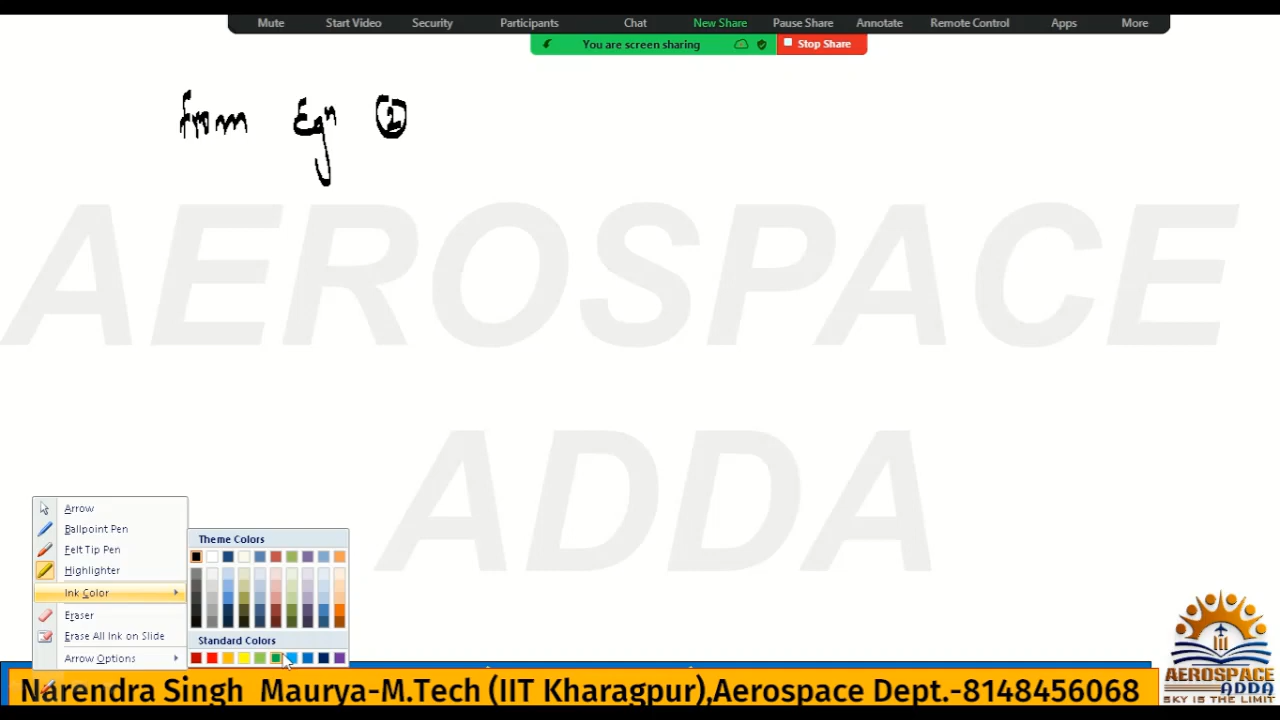 Mute Start Video Security Participants Chat New Share Pause Share Annotate Remote Control Apps More
You are screen sharing Stop Share
from Eqn ②
AEROSPACE
ADDA
Arrow
Ballpoint Pen
Felt Tip Pen
Highlighter
Ink Color
Eraser
Erase All Ink on Slide
Arrow Options
Theme Colors
Standard Colors
Narendra Singh Maurya-M.Tech (IIT Kharagpur),Aerospace Dept.-8148456068
AEROSPACE
ADDA
SKY IS THE LIMIT